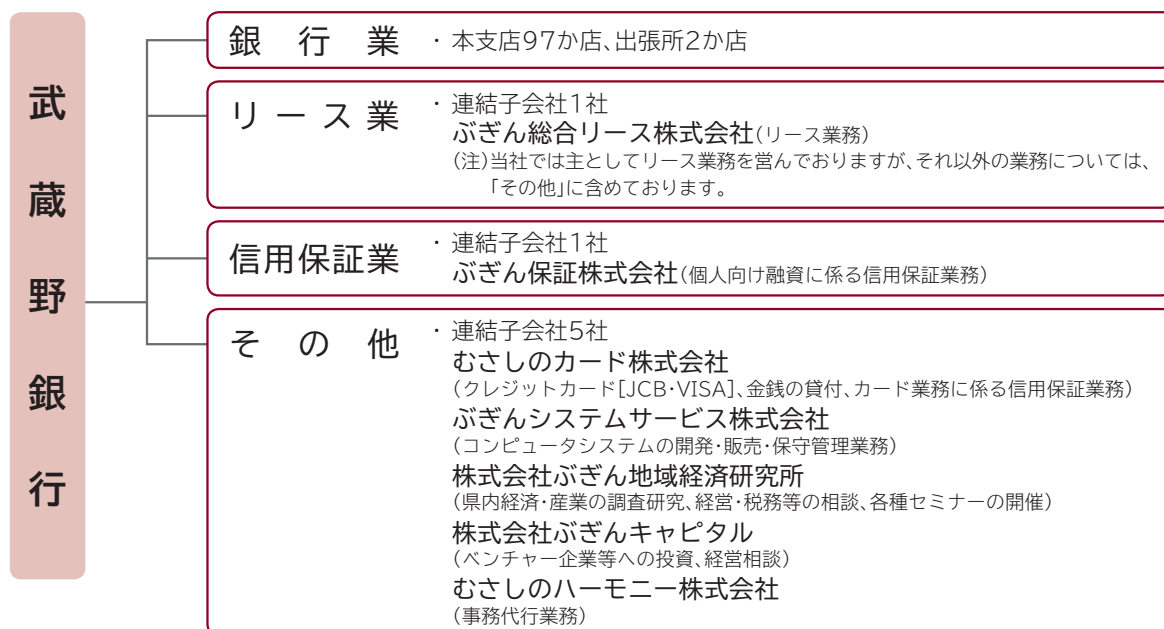 武蔵野銀行
銀行業
・本支店97か店、出張所2か店
リース業
・連結子会社1社
ぶぎん総合リース株式会社(リース業務)
(注)当社では主としてリース業務を営んでおりますが、それ以外の業務については、
「その他」に含めております。
信用保証業
・連結子会社1社
ぶぎん保証株式会社(個人向け融資に係る信用保証業務)
その他
・連結子会社5社
むさしのカード株式会社
(クレジットカード[JCB・VISA]、金銭の貸付、カード業務に係る信用保証業務)
ぶぎんシステムサービス株式会社
(コンピュータシステムの開発・販売・保守管理業務)
株式会社ぶぎん地域経済研究所
(県内経済・産業の調査研究、経営・税務等の相談、各種セミナーの開催)
株式会社ぶぎんキャピタル
(ベンチャー企業等への投資、経営相談)
むさしのハーモニー株式会社
(事務代行業務)